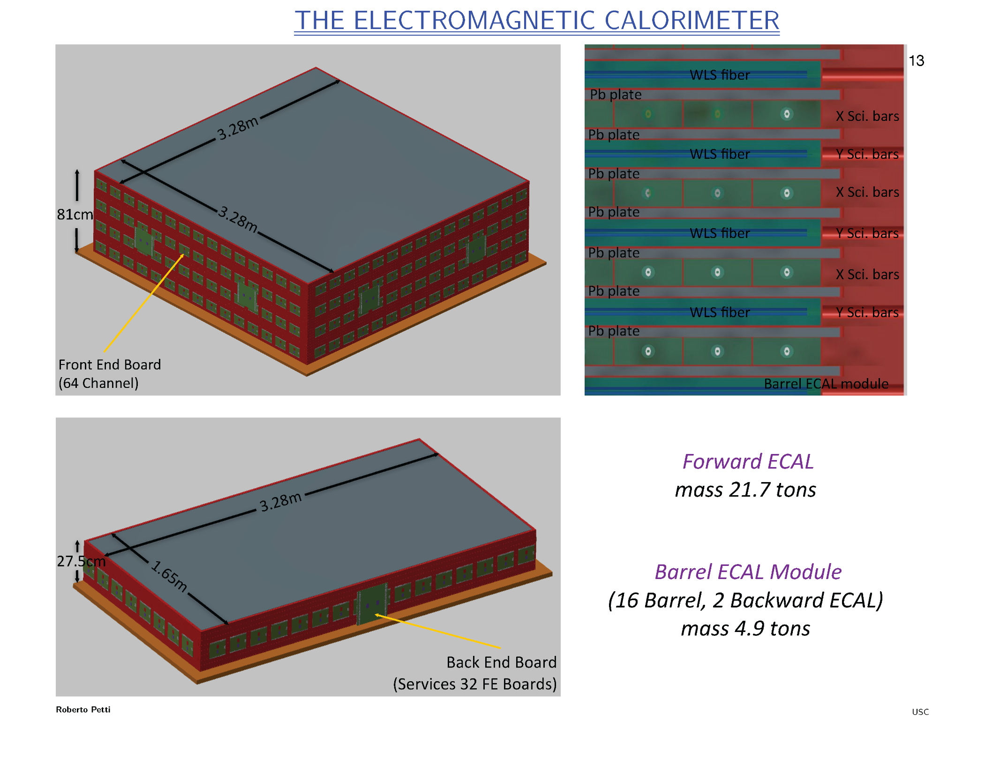 THE ELECTROMAGNETIC CALORIMETER
13
3.28m
3.28m
81cm
Front End Board
(64 Channel)
WLS fiber
Pb plate
X Sci. bars
Pb plate
WLS fiber
Y Sci. bars
Pb plate
X Sci. bars
Pb plate
WLS fiber
Y Sci. bars
Pb plate
X Sci. bars
Pb plate
WLS fiber
Y Sci. bars
Pb plate
Barrel ECAL module
3.28m
27.5cm
1.65m
Back End Board
(Services 32 FE Boards)
Forward ECAL
mass 21.7 tons
Barrel ECAL Module
(16 Barrel, 2 Backward ECAL)
mass 4.9 tons
Roberto Petti
USC